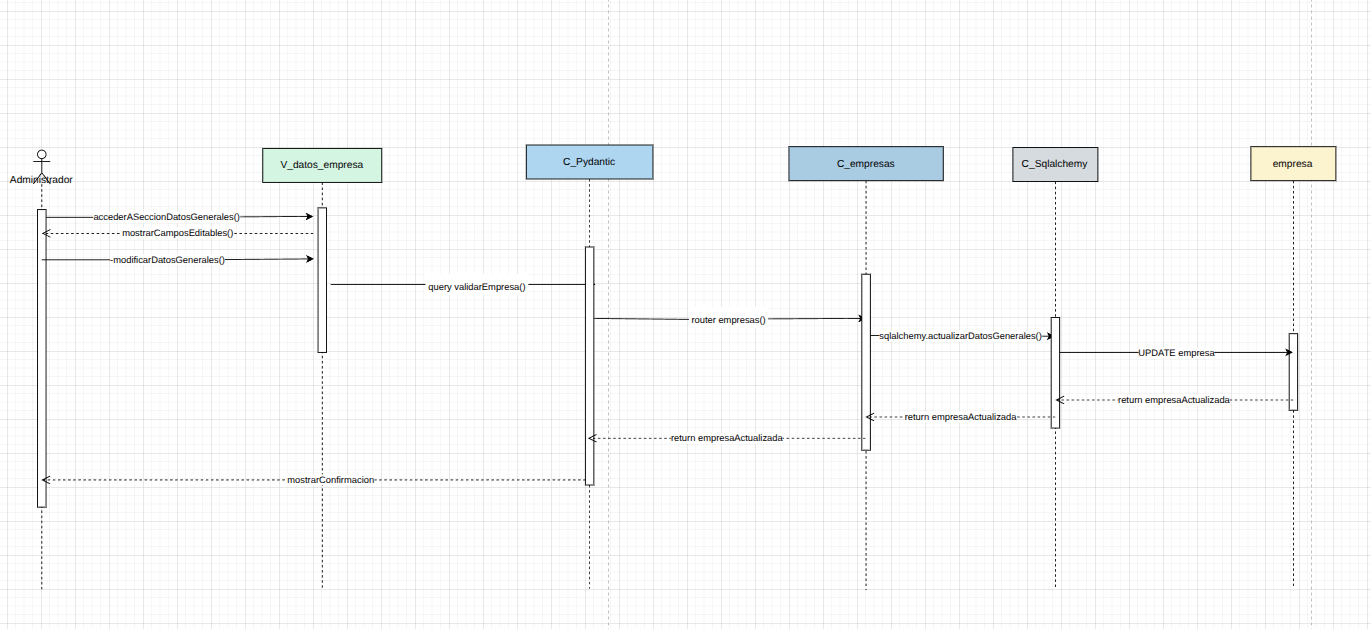 Administrador
V_datos_empresa
C_Pydantic
C_empresas
C_Sqlalchemy
empresa
accederASeccionDatosGenerales()
mostrarCamposEditables()
-modificarDatosGenerales()
query validarEmpresa()
router empresas()
sqlalchemy.actualizarDatosGenerales()
UPDATE empresa
return empresaActualizada
return empresaActualizada
return empresaActualizada
mostrarConfirmacion